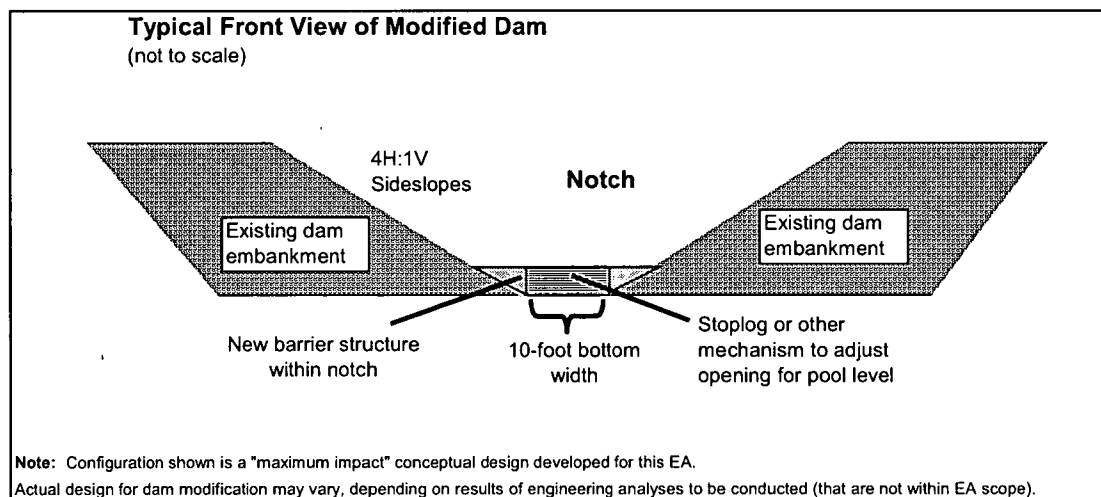 Typical Front View of Modified Dam
(not to scale)
4H:1V
Sideslopes
Notch
Existing dam
embankment
Existing dam
embankment
New barrier structure
within notch
10-foot bottom
width
Stoplog or other
mechanism to adjust
opening for pool level
Note: Configuration shown is a "maximum impact" conceptual design developed for this EA.
Actual design for dam modification may vary, depending on results of engineering analyses to be conducted (that are not within EA scope).